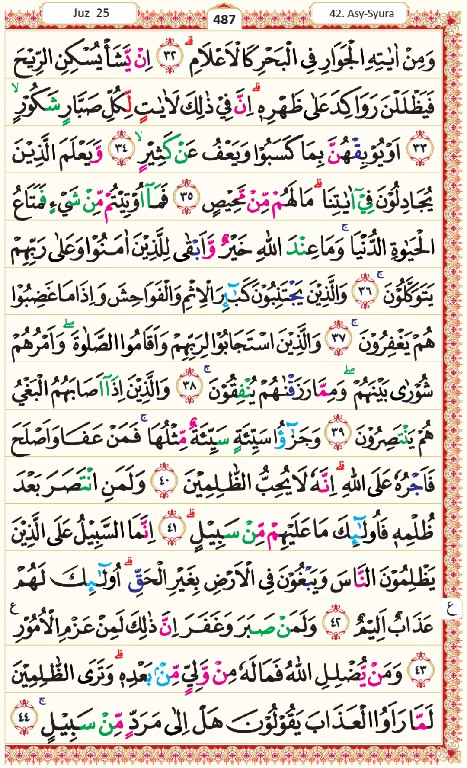 Juz 25
487
42. Asy-Syura
وَمِنْ اٰيٰتِهِ الْجَوَارِ فِى الْبَحْرِ كَالْاَعْلَامِ ۗ ٣٢ اِنْ يَّشَأْ يُسْكِنِ الرِّيْحَ
فَيَظْلَلْنَ رَوَاكِدَ عَلٰى ظَهْرِهٖ ۗ اِنَّ فِيْ ذٰلِكَ لَاٰيٰتٍ لِّكُلِّ صَبَّارٍ شَكُوْرٍ ۙ
٣٣ اَوْ يُوْبِقْهُنَّ بِمَا كَسَبُوْا وَيَعْفُ عَنْ كَثِيْرٍ ۙ ٣٤ وَّيَعْلَمَ الَّذِيْنَ
يُجَادِلُوْنَ فِيْٓ اٰيٰتِنَا ۗ مَا لَهُمْ مِّنْ مَّحِيْصٍ ٣٥ فَمَآ اُوْتِيْتُمْ مِّنْ شَيْءٍ فَمَتَاعُ
الْحَيٰوةِ الدُّنْيَا ۚ وَمَا عِنْدَ اللّٰهِ خَيْرٌ وَّاَبْقٰى لِلَّذِيْنَ اٰمَنُوْا وَعَلٰى رَبِّهِمْ
يَتَوَكَّلُوْنَ ۚ ٣٦ وَالَّذِيْنَ يَجْتَنِبُوْنَ كَبٰۤىِٕرَ الْاِثْمِ وَالْفَوَاحِشَ وَاِذَا مَا غَضِبُوْا
هُمْ يَغْفِرُوْنَ ۚ ٣٧ وَالَّذِيْنَ اسْتَجَابُوْا لِرَبِّهِمْ وَاَقَامُوا الصَّلٰوةَ ۖ وَاَمْرُهُمْ
شُوْرٰى بَيْنَهُمْ ۖ وَمِمَّا رَزَقْنٰهُمْ يُنْفِقُوْنَ ۚ ٣٨ وَالَّذِيْنَ اِذَآ اَصَابَهُمُ الْبَغْيُ
هُمْ يَنْتَصِرُوْنَ ٣٩ وَجَزٰۤؤُا سَيِّئَةٍ سَيِّئَةٌ مِّثْلُهَا ۚ فَمَنْ عَفَا وَاَصْلَحَ
فَاَجْرُهٗ عَلَى اللّٰهِ ۗ اِنَّهٗ لَا يُحِبُّ الظّٰلِمِيْنَ ٤٠ وَلَمَنِ انْتَصَرَ بَعْدَ
ظُلْمِهٖ فَاُولٰۤىِٕكَ مَا عَلَيْهِمْ مِّنْ سَبِيْلٍ ۗ ٤١ اِنَّمَا السَّبِيْلُ عَلَى الَّذِيْنَ
يَظْلِمُوْنَ النَّاسَ وَيَبْغُوْنَ فِى الْاَرْضِ بِغَيْرِ الْحَقِّ ۗ اُولٰۤىِٕكَ لَهُمْ
عَذَابٌ اَلِيْمٌ ٤٢ وَلَمَنْ صَبَرَ وَغَفَرَ اِنَّ ذٰلِكَ لَمِنْ عَزْمِ الْاُمُوْرِ ࣖ
٤٣ وَمَنْ يُّضْلِلِ اللّٰهُ فَمَا لَهٗ مِنْ وَّلِيٍّ مِّنْۢ بَعْدِهٖ ۗ وَتَرَى الظّٰلِمِيْنَ
لَمَّا رَاَوُا الْعَذَابَ يَقُوْلُوْنَ هَلْ اِلٰى مَرَدٍّ مِّنْ سَبِيْلٍ ۚ ٤٤
ع